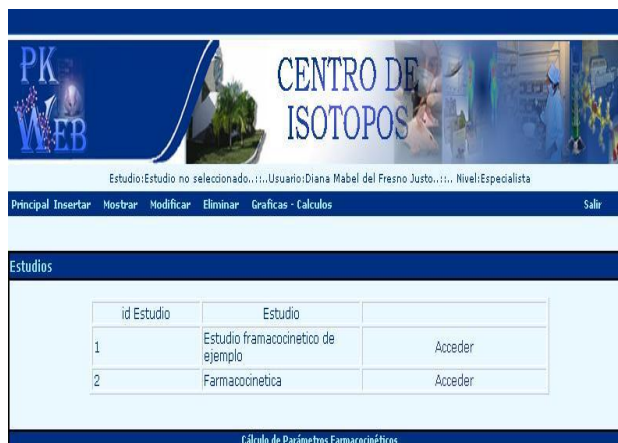 PK
WEB
CENTRO DE
ISOTOPOS
Estudio:Estudio no seleccionado..::..Usuario:Diana Mabel del Fresno Justo..::.. Nivel:Especialista
Principal Insertar Mostrar Modificar Eliminar Graficas - Calculos Salir
Estudios
id Estudio Estudio
1 Estudio framacocinetico de ejemplo Acceder
2 Farmacocinetica Acceder
Cálculo de Parámetros Farmacocinéticos